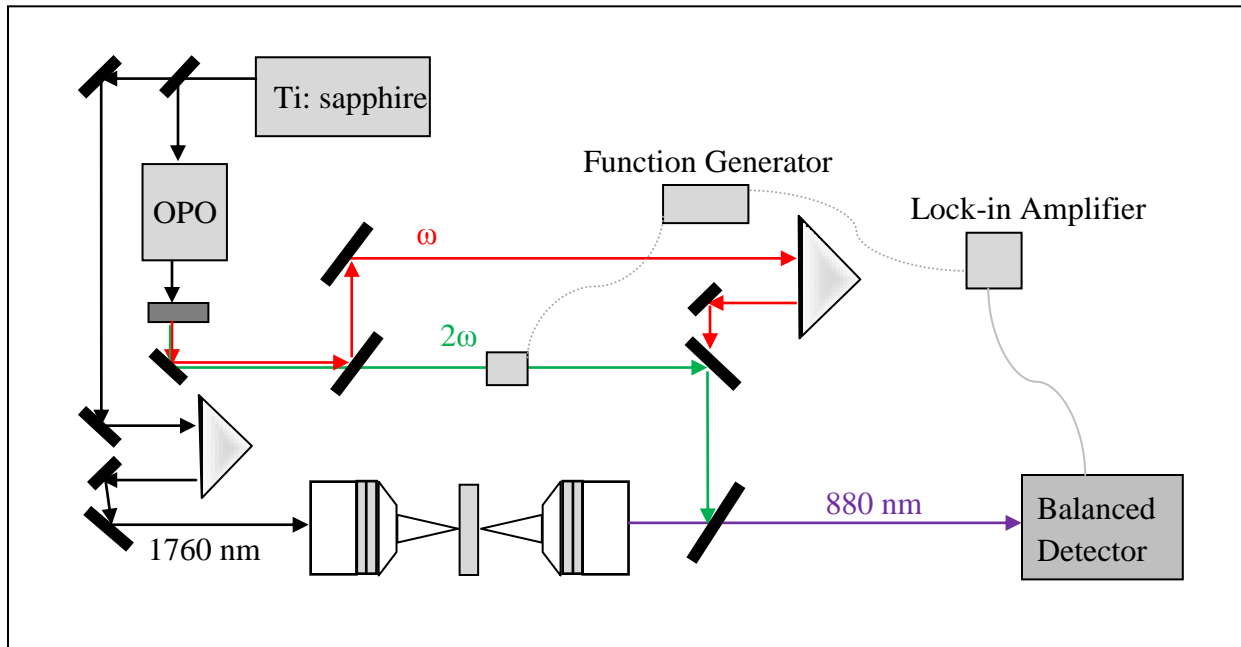 Ti: sapphire
Function Generator
OPO
Lock-in Amplifier
ω
2ω
880 nm
Balanced
Detector
1760 nm